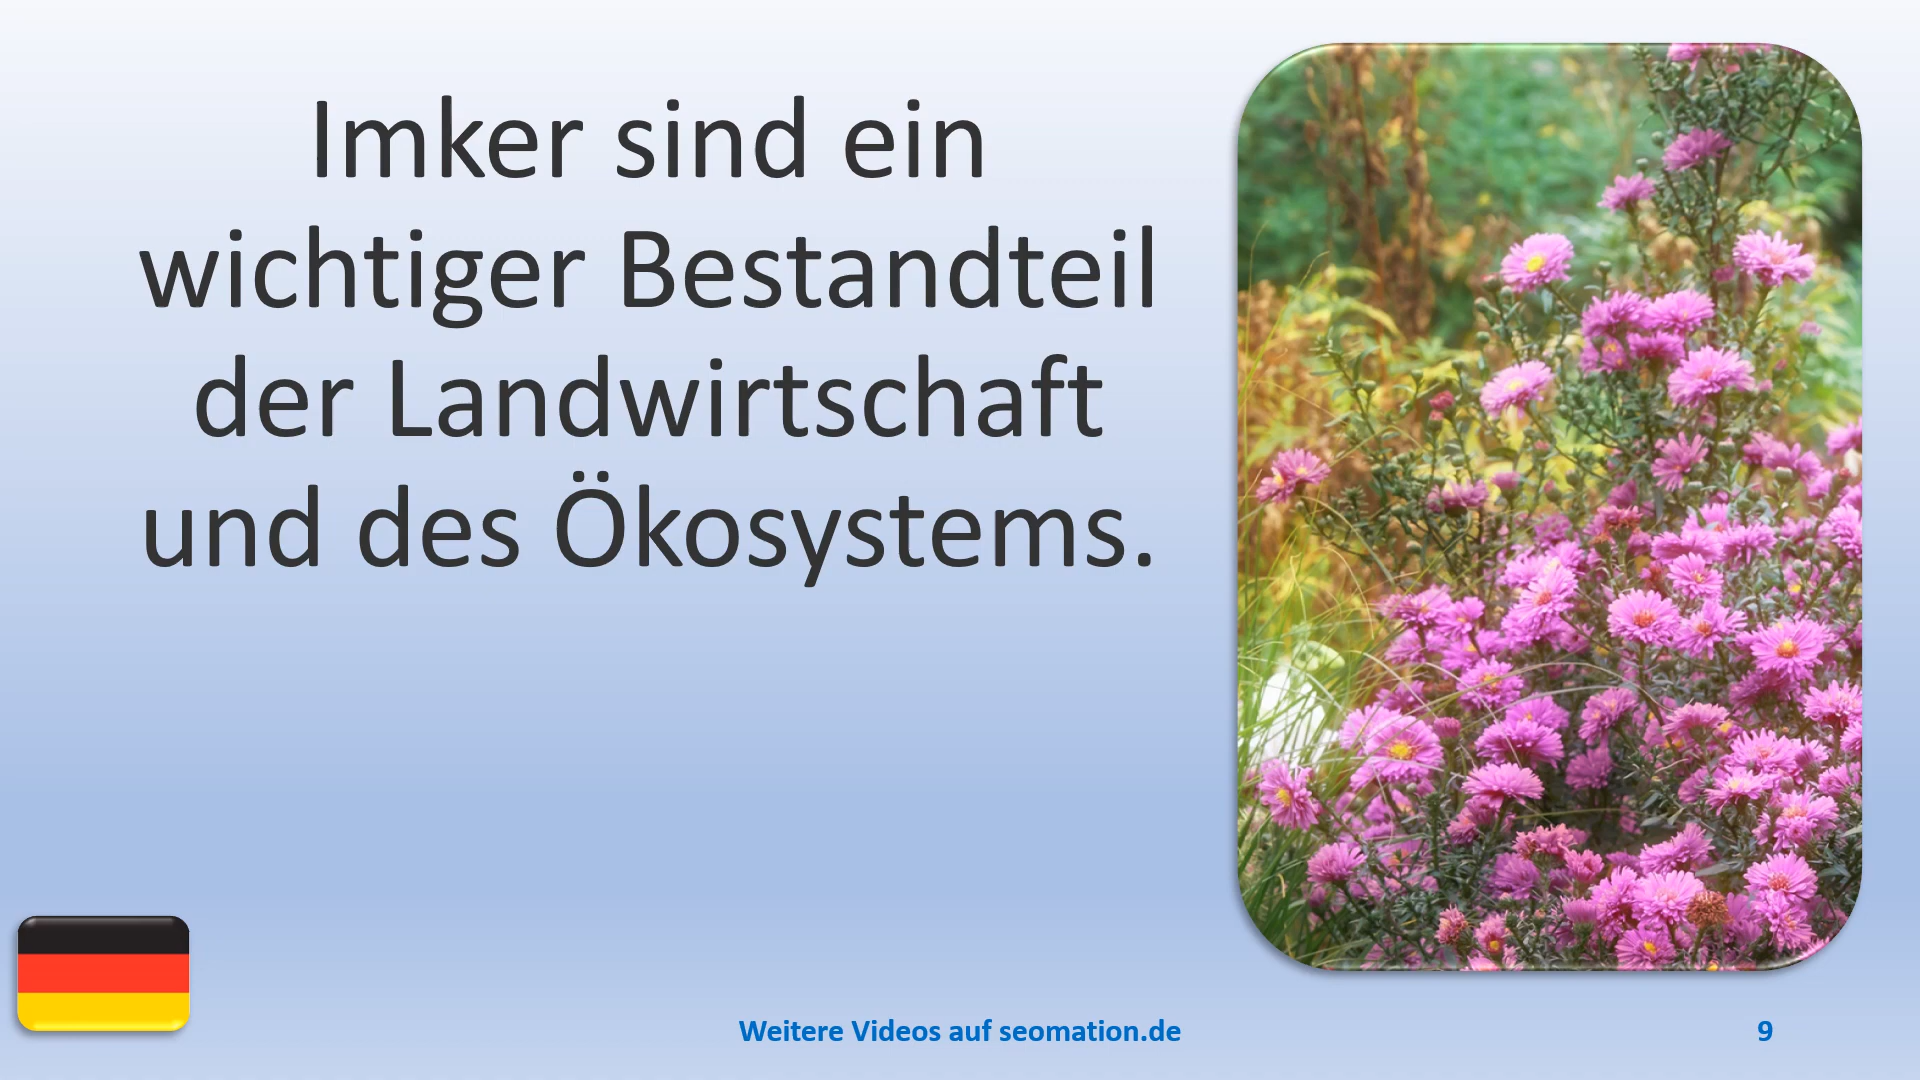 Imker sind ein
wichtiger Bestandteil
der Landwirtschaft
und des Ökosystems.
Weitere Videos auf seomation.de
9